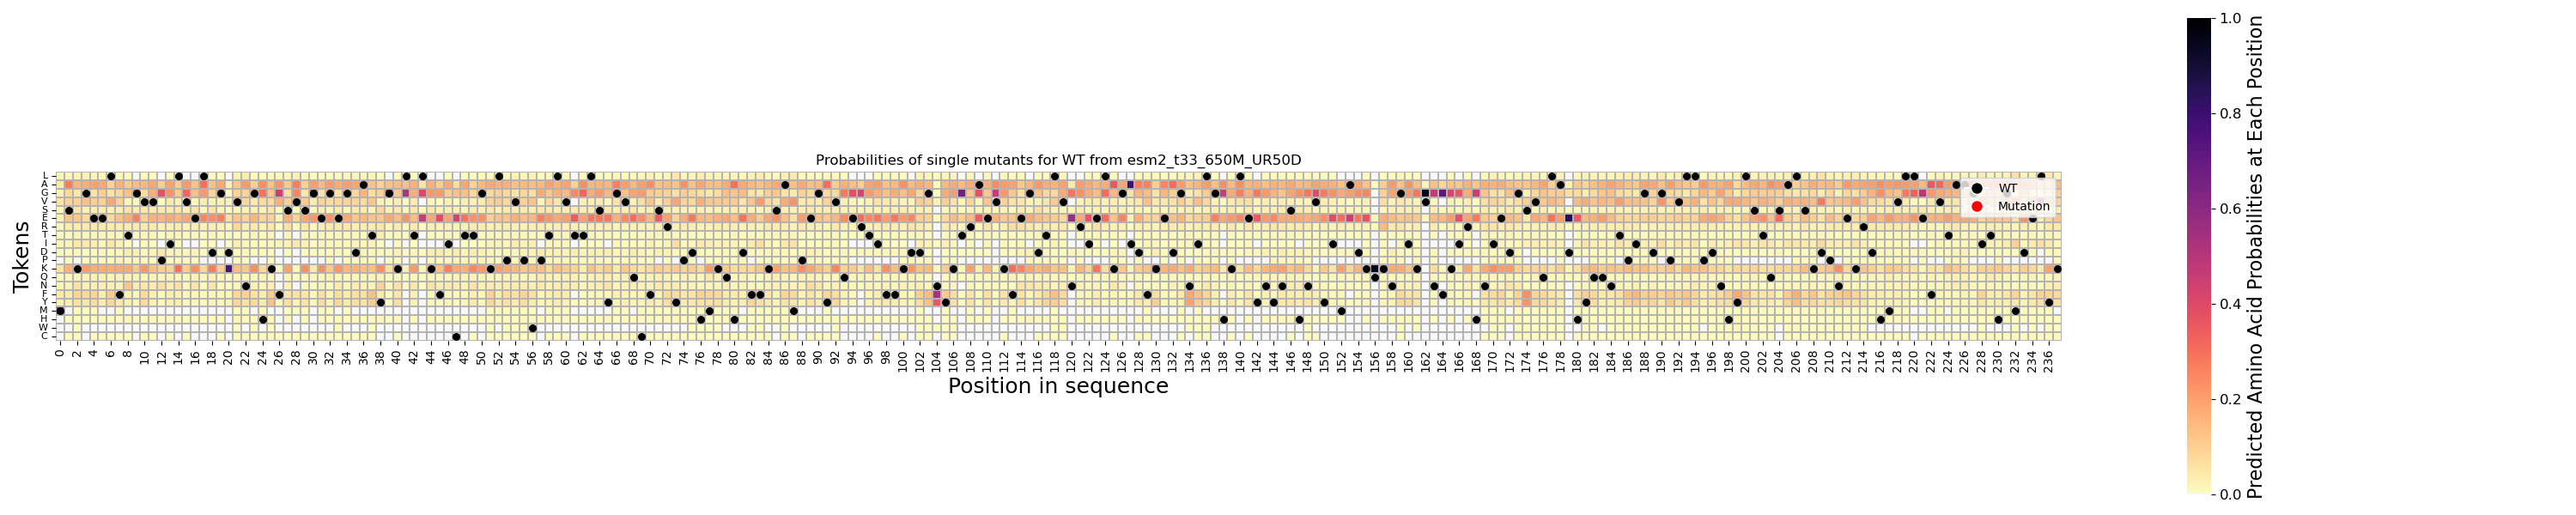 Probabilities of single mutants for WT from esm2_t33_650M_UR50D
Tokens
L
A
G
V
S
E
R
T
I
D
P
K
Q
N
F
Y
M
H
W
C
0 2 4 6 8 10 12 14 16 18 20 22 24 26 28 30 32 34 36 38 40 42 44 46 48 50 52 54 56 58 60 62 64 66 68 70 72 74 76 78 80 82 84 86 88 90 92 94 96 98 100 102 104 106 108 110 112 114 116 118 120 122 124 126 128 130 132 134 136 138 140 142 144 146 148 150 152 154 156 158 160 162 164 166 168 170 172 174 176 178 180 182 184 186 188 190 192 194 196 198 200 202 204 206 208 210 212 214 216 218 220 222 224 226 228 230 232 234 236
Position in sequence
WT
Mutation
1.0
0.8
0.6
0.4
0.2
0.0
Predicted Amino Acid Probabilities at Each Position